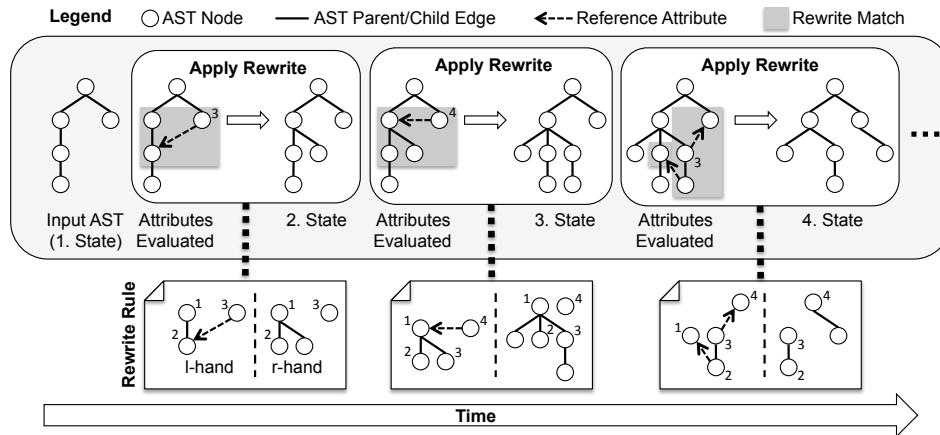 Legend AST Node AST Parent/Child Edge Reference Attribute Rewrite Match
Apply Rewrite Apply Rewrite Apply Rewrite
3
4
3
Input AST
(1. State)
Attributes
Evaluated
2. State
Attributes
Evaluated
3. State
Attributes
Evaluated
4. State
Rewrite Rule
1 3 1 3
2
l-hand r-hand
1 4 1 4
2 3 2 3
1 4 4
3 3
2 2
Time